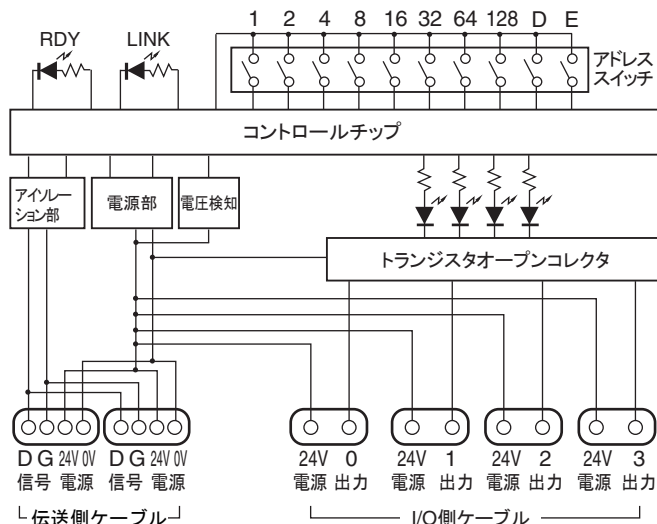 1 2 4 8 16 32 64 128 D E
RDY LINK
アドレス
スイッチ
コントロールチップ
アイソレー
ション部
電源部
電圧検知
トランジスタオープンコレクタ
D G 24V 0V D G 24V 0V
信号 電源 信号 電源
24V 0 24V 1 24V 2 24V 3
電源 出力 電源 出力 電源 出力 電源 出力
伝送側ケーブル
I/O側ケーブル